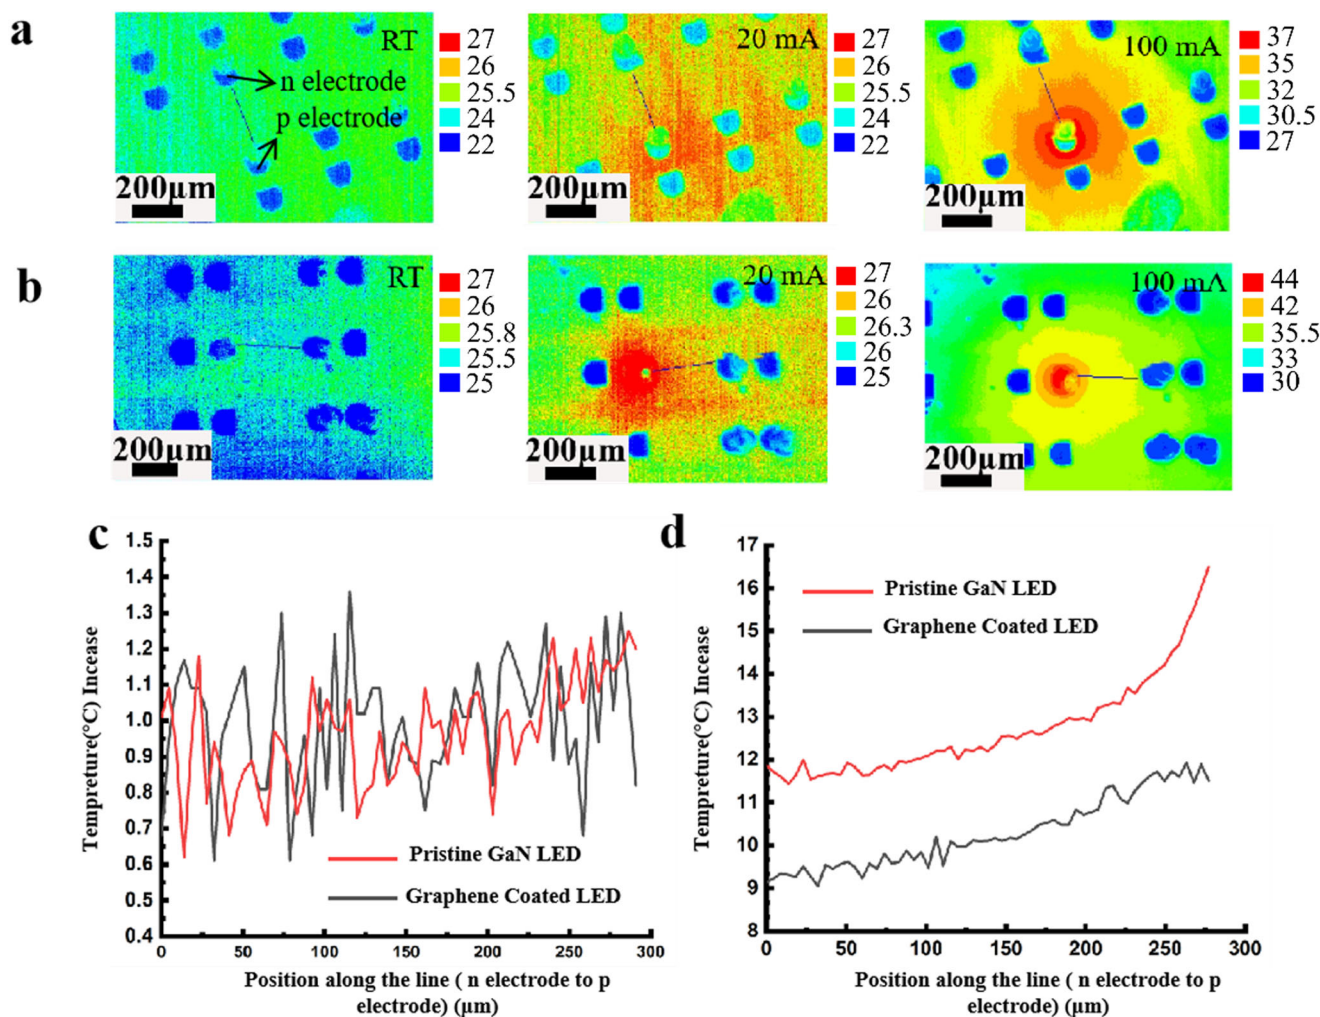 a
RT
n electrode
p electrode
200μm
27
26
25.5
24
22
20 mA
200μm
27
26
25.5
24
22
100 mA
200μm
37
35
32
30.5
27
b
RT
200μm
27
26
25.8
25.5
25
20 mA
200μm
27
26
26.3
26
25
100 mA
200μm
44
42
35.5
33
30
c
Tempreture(°C) Incease
1.5
1.4
1.3
1.2
1.1
1.0
0.9
0.8
0.7
0.6
0.5
0.4
Pristine GaN LED
Graphene Coated LED
0 50 100 150 200 250 300
Position along the line ( n electrode to p
electrode) (μm)
d
Tempreture(°C) Incease
17
16
15
14
13
12
11
10
9
8
Pristine GaN LED
Graphene Coated LED
0 50 100 150 200 250 300
Position along the line ( n electrode to p
electrode) (μm)